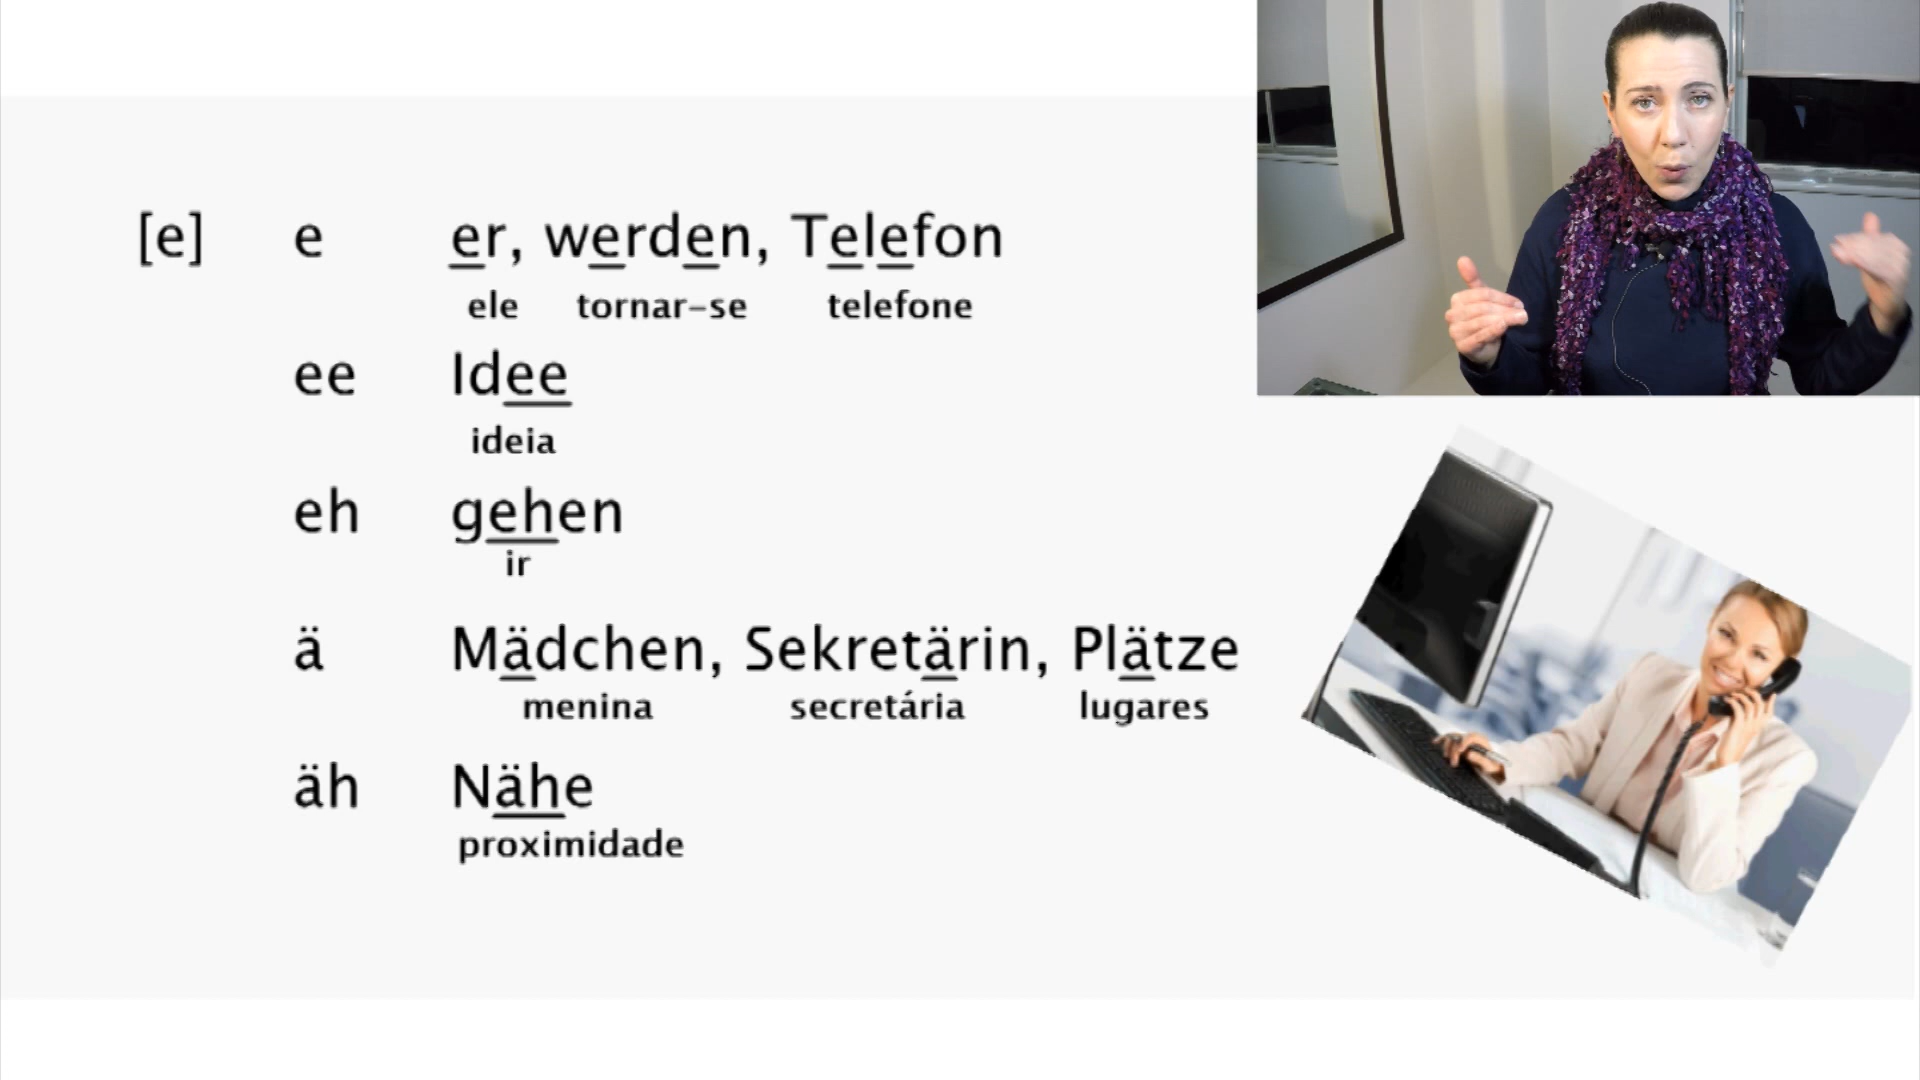 [e] e er, werden, Telefon
ele tornar-se telefone
ee Idee
ideia
eh gehen
ir
ä Mädchen, Sekretärin, Plätze
menina secretária lugares
äh Nähe
proximidade